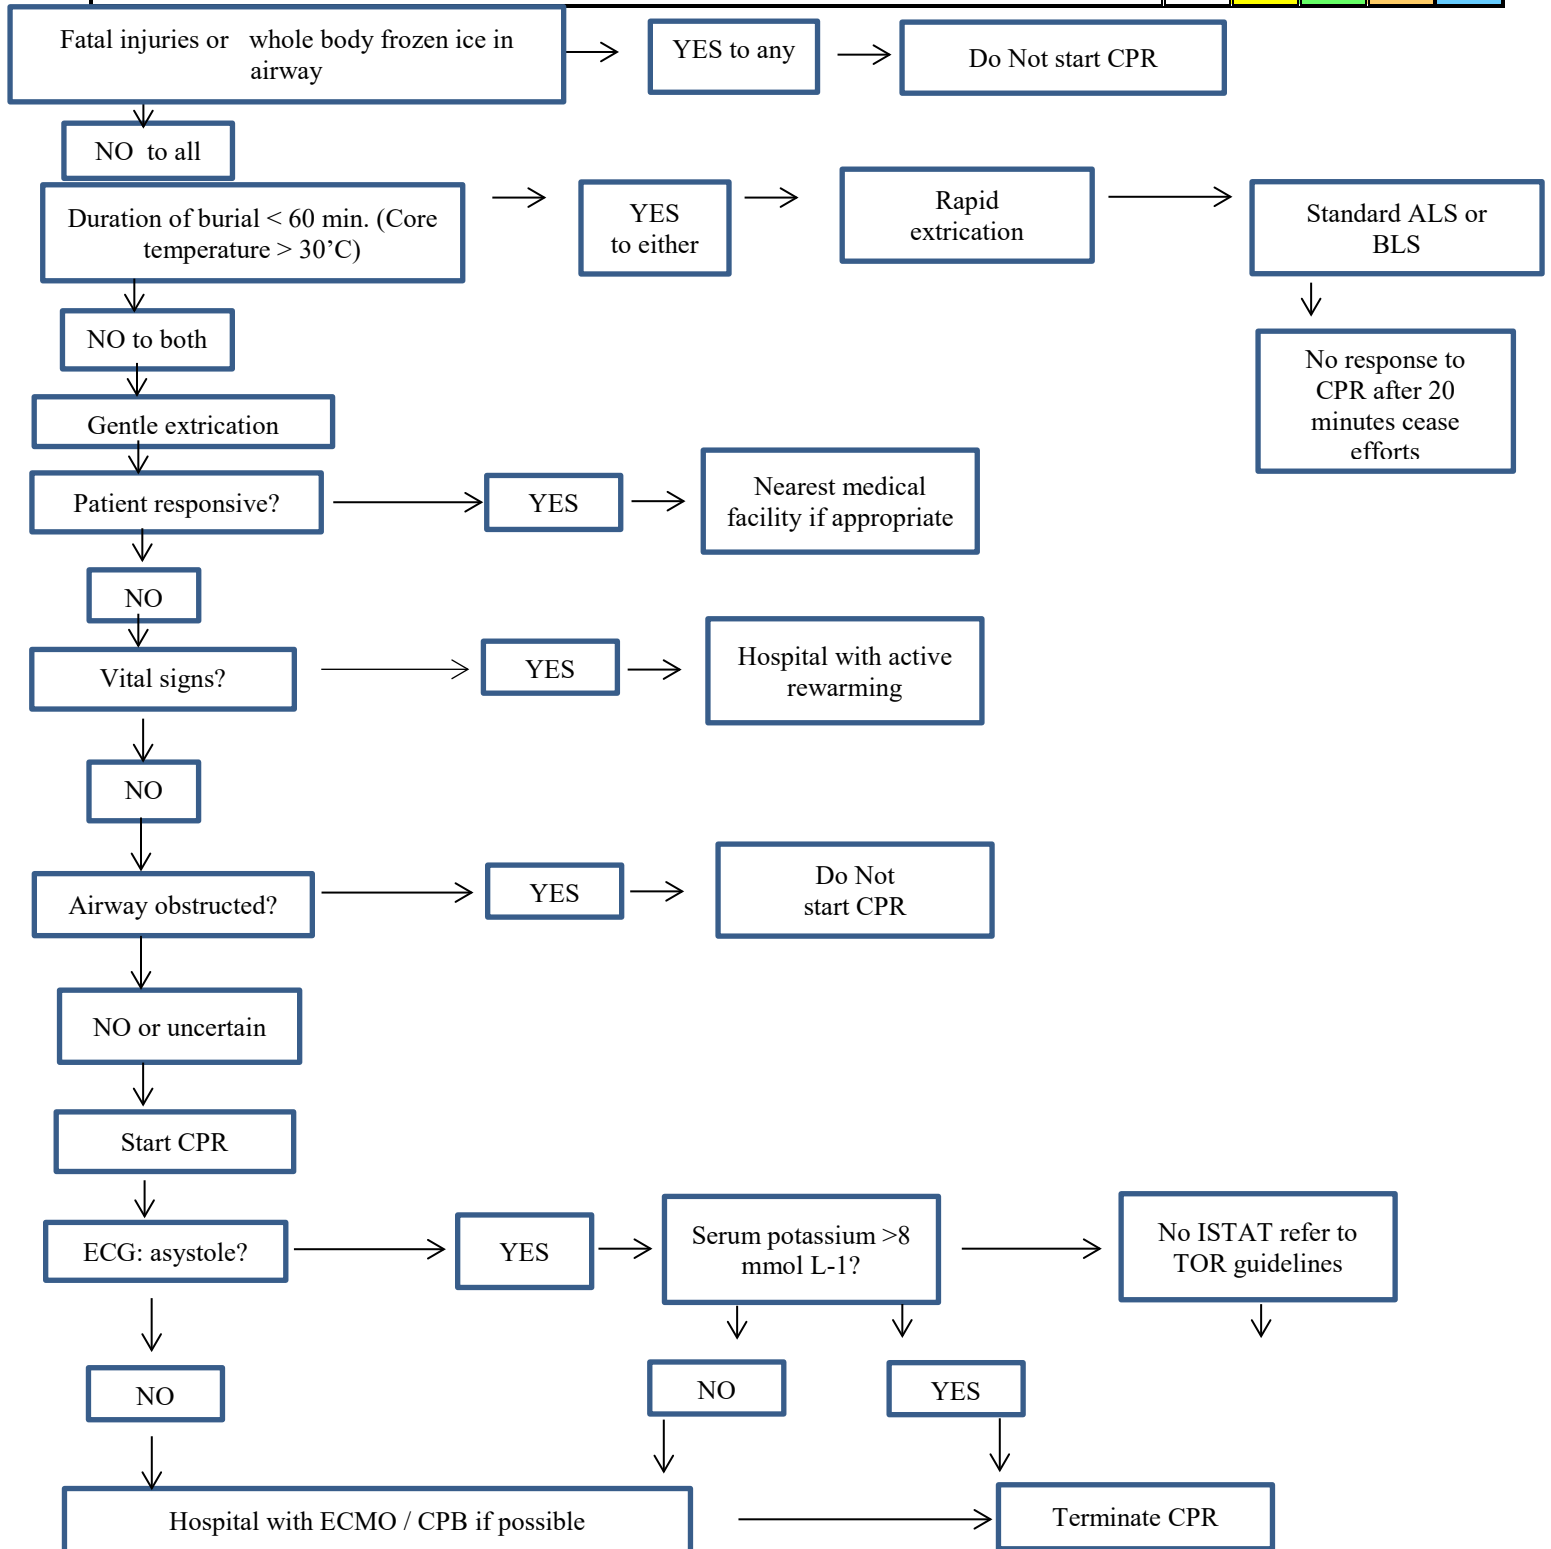 Fatal injuries or whole body frozen ice in
airway
YES to any
Do Not start CPR
NO to all
Duration of burial < 60 min. (Core
temperature > 30’C)
YES
to either
Rapid
extrication
Standard ALS or
BLS
NO to both
No response to
CPR after 20
minutes cease
efforts
Gentle extrication
Patient responsive?
YES
Nearest medical
facility if appropriate
NO
Vital signs?
YES
Hospital with active
rewarming
NO
Airway obstructed?
YES
Do Not
start CPR
NO or uncertain
Start CPR
ECG: asystole?
YES
Serum potassium >8
mmol L-1?
No ISTAT refer to
TOR guidelines
NO
NO
YES
Hospital with ECMO / CPB if possible
Terminate CPR